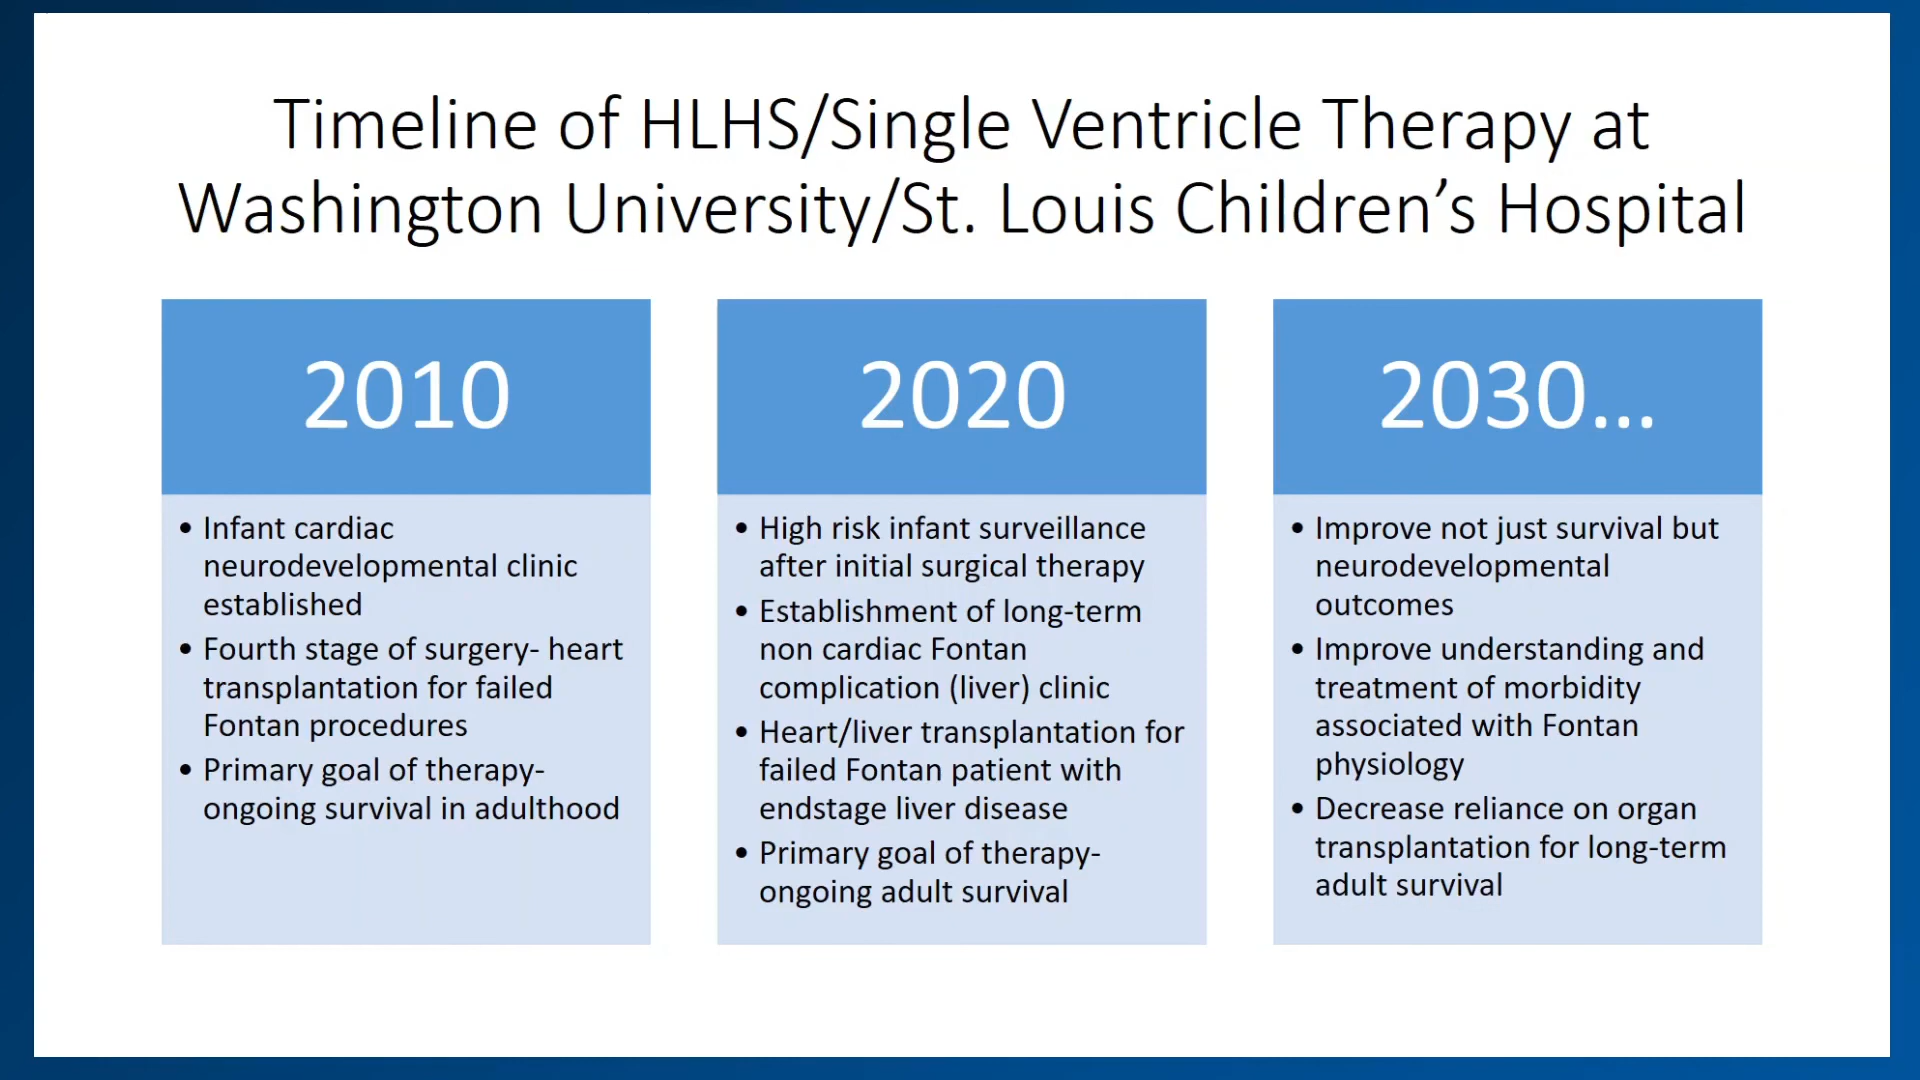 Timeline of HLHS/Single Ventricle Therapy at
Washington University/St. Louis Children’s Hospital
2010
• Infant cardiac
neurodevelopmental clinic
established
• Fourth stage of surgery- heart
transplantation for failed
Fontan procedures
• Primary goal of therapy-
ongoing survival in adulthood
2020
• High risk infant surveillance
after initial surgical therapy
• Establishment of long-term
non cardiac Fontan
complication (liver) clinic
• Heart/liver transplantation for
failed Fontan patient with
endstage liver disease
• Primary goal of therapy-
ongoing adult survival
2030...
• Improve not just survival but
neurodevelopmental
outcomes
• Improve understanding and
treatment of morbidity
associated with Fontan
physiology
• Decrease reliance on organ
transplantation for long-term
adult survival